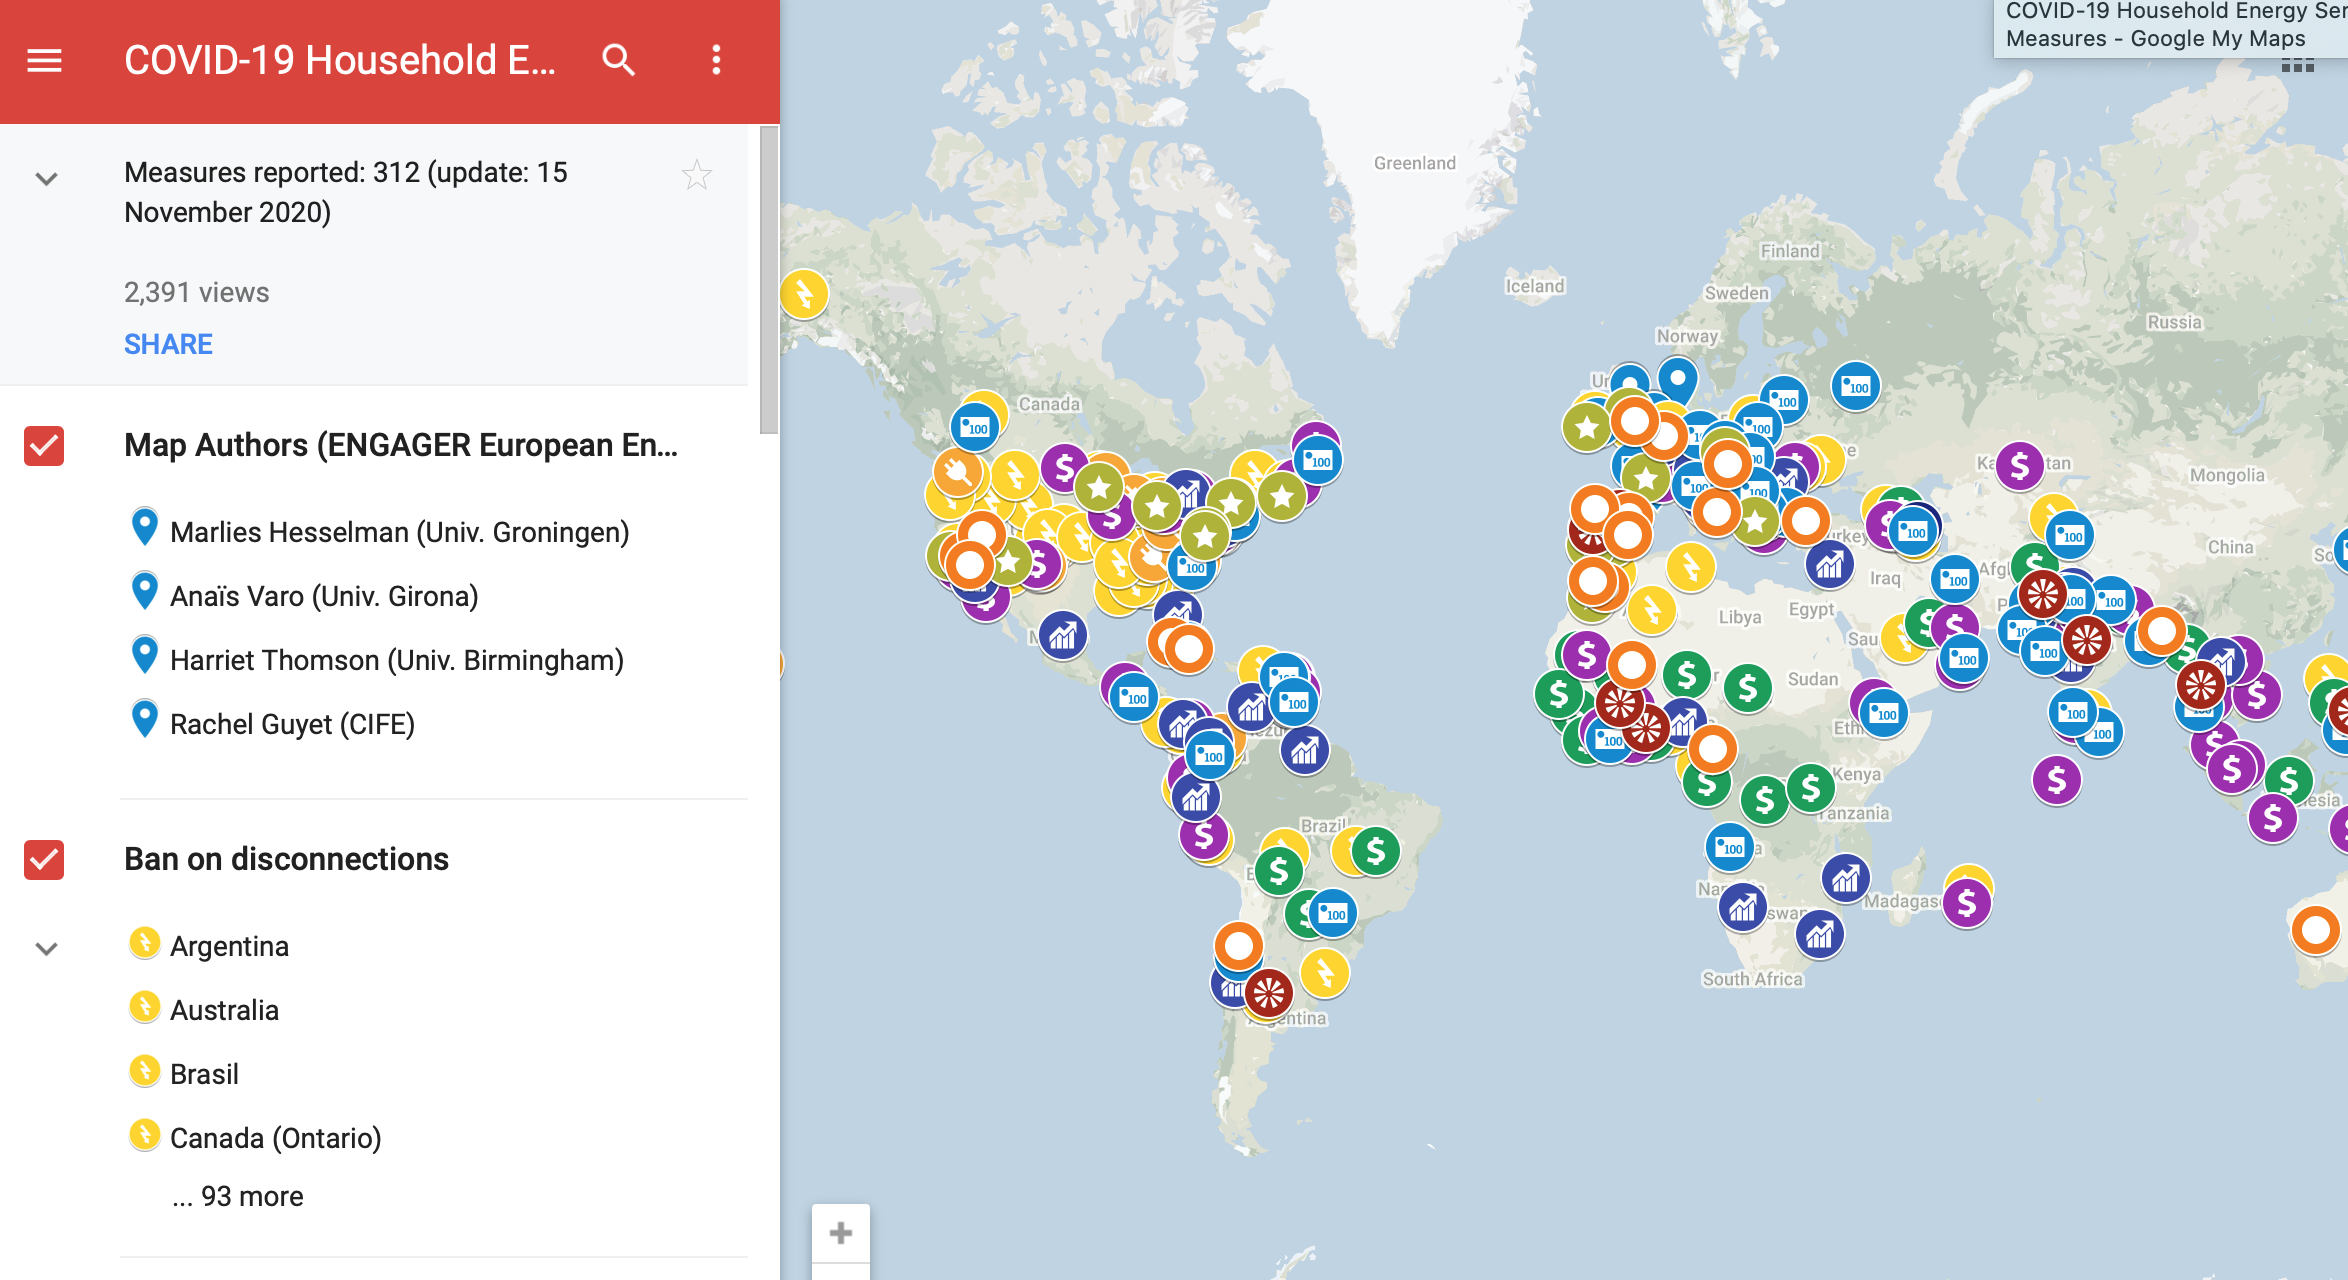 COVID-19 Household E...
Measures reported: 312 (update: 15
November 2020)
2,391 views
SHARE
Map Authors (ENGAGER European En...
Marlies Hesselman (Univ. Groningen)
Anaïs Varo (Univ. Girona)
Harriet Thomson (Univ. Birmingham)
Rachel Guyet (CIFE)
Ban on disconnections
Argentina
Australia
Brasil
Canada (Ontario)
... 93 more
COVID-19 Household Energy Ser
Measures - Google My Maps
Greenland
Iceland
Finland
Sweden
Norway
Russia
Canada
Mongolia
China
Iraq
Libya
Egypt
Sudan
Kenya
Brazil
South Africa